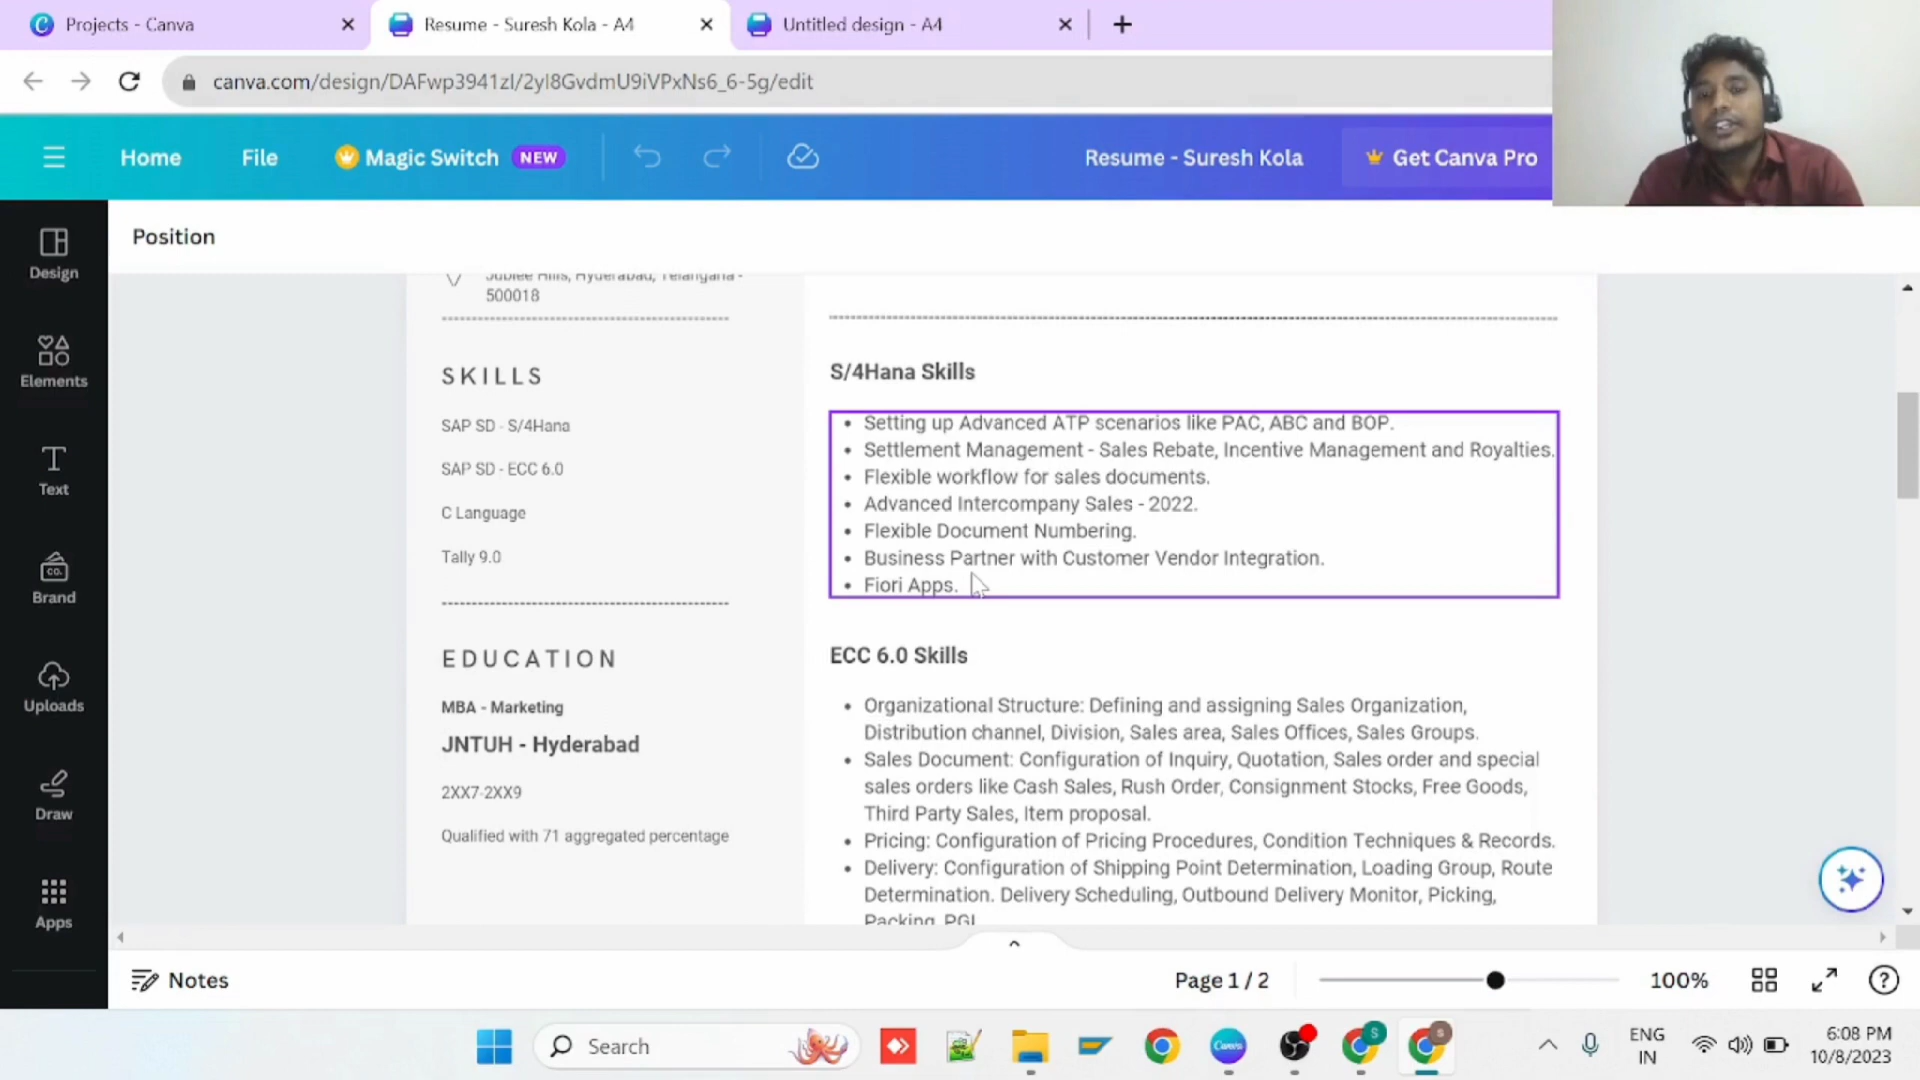 Projects - Canva
Resume - Suresh Kola - A4
Untitled design - A4
canva.com/design/DAFwp3941zI/2yI8GvdmU9iVPxNs6_6-5g/edit
Home
File
Magic Switch
NEW
Resume - Suresh Kola
Get Canva Pro
Position
Design
Elements
Text
CO.
Brand
Uploads
Draw
Apps
Jublee Hills, Hyderabad, Telangana -
500018
SKILLS
SAP SD - S/4Hana
SAP SD - ECC 6.0
C Language
Tally 9.0
EDUCATION
MBA - Marketing
JNTUH - Hyderabad
2XX7-2XX9
Qualified with 71 aggregated percentage
S/4Hana Skills
• Setting up Advanced ATP scenarios like PAC, ABC and BOP.
• Settlement Management - Sales Rebate, Incentive Management and Royalties.
• Flexible workflow for sales documents.
• Advanced Intercompany Sales - 2022.
• Flexible Document Numbering.
• Business Partner with Customer Vendor Integration.
• Fiori Apps.
ECC 6.0 Skills
• Organizational Structure: Defining and assigning Sales Organization,
Distribution channel, Division, Sales area, Sales Offices, Sales Groups.
• Sales Document: Configuration of Inquiry, Quotation, Sales order and special
sales orders like Cash Sales, Rush Order, Consignment Stocks, Free Goods,
Third Party Sales, Item proposal.
• Pricing: Configuration of Pricing Procedures, Condition Techniques & Records.
• Delivery: Configuration of Shipping Point Determination, Loading Group, Route
Determination. Delivery Scheduling, Outbound Delivery Monitor, Picking,
Packing, PGI
Notes
Page 1 / 2
100%
Search
Canva
S
S
ENG
IN
6:08 PM
10/8/2023